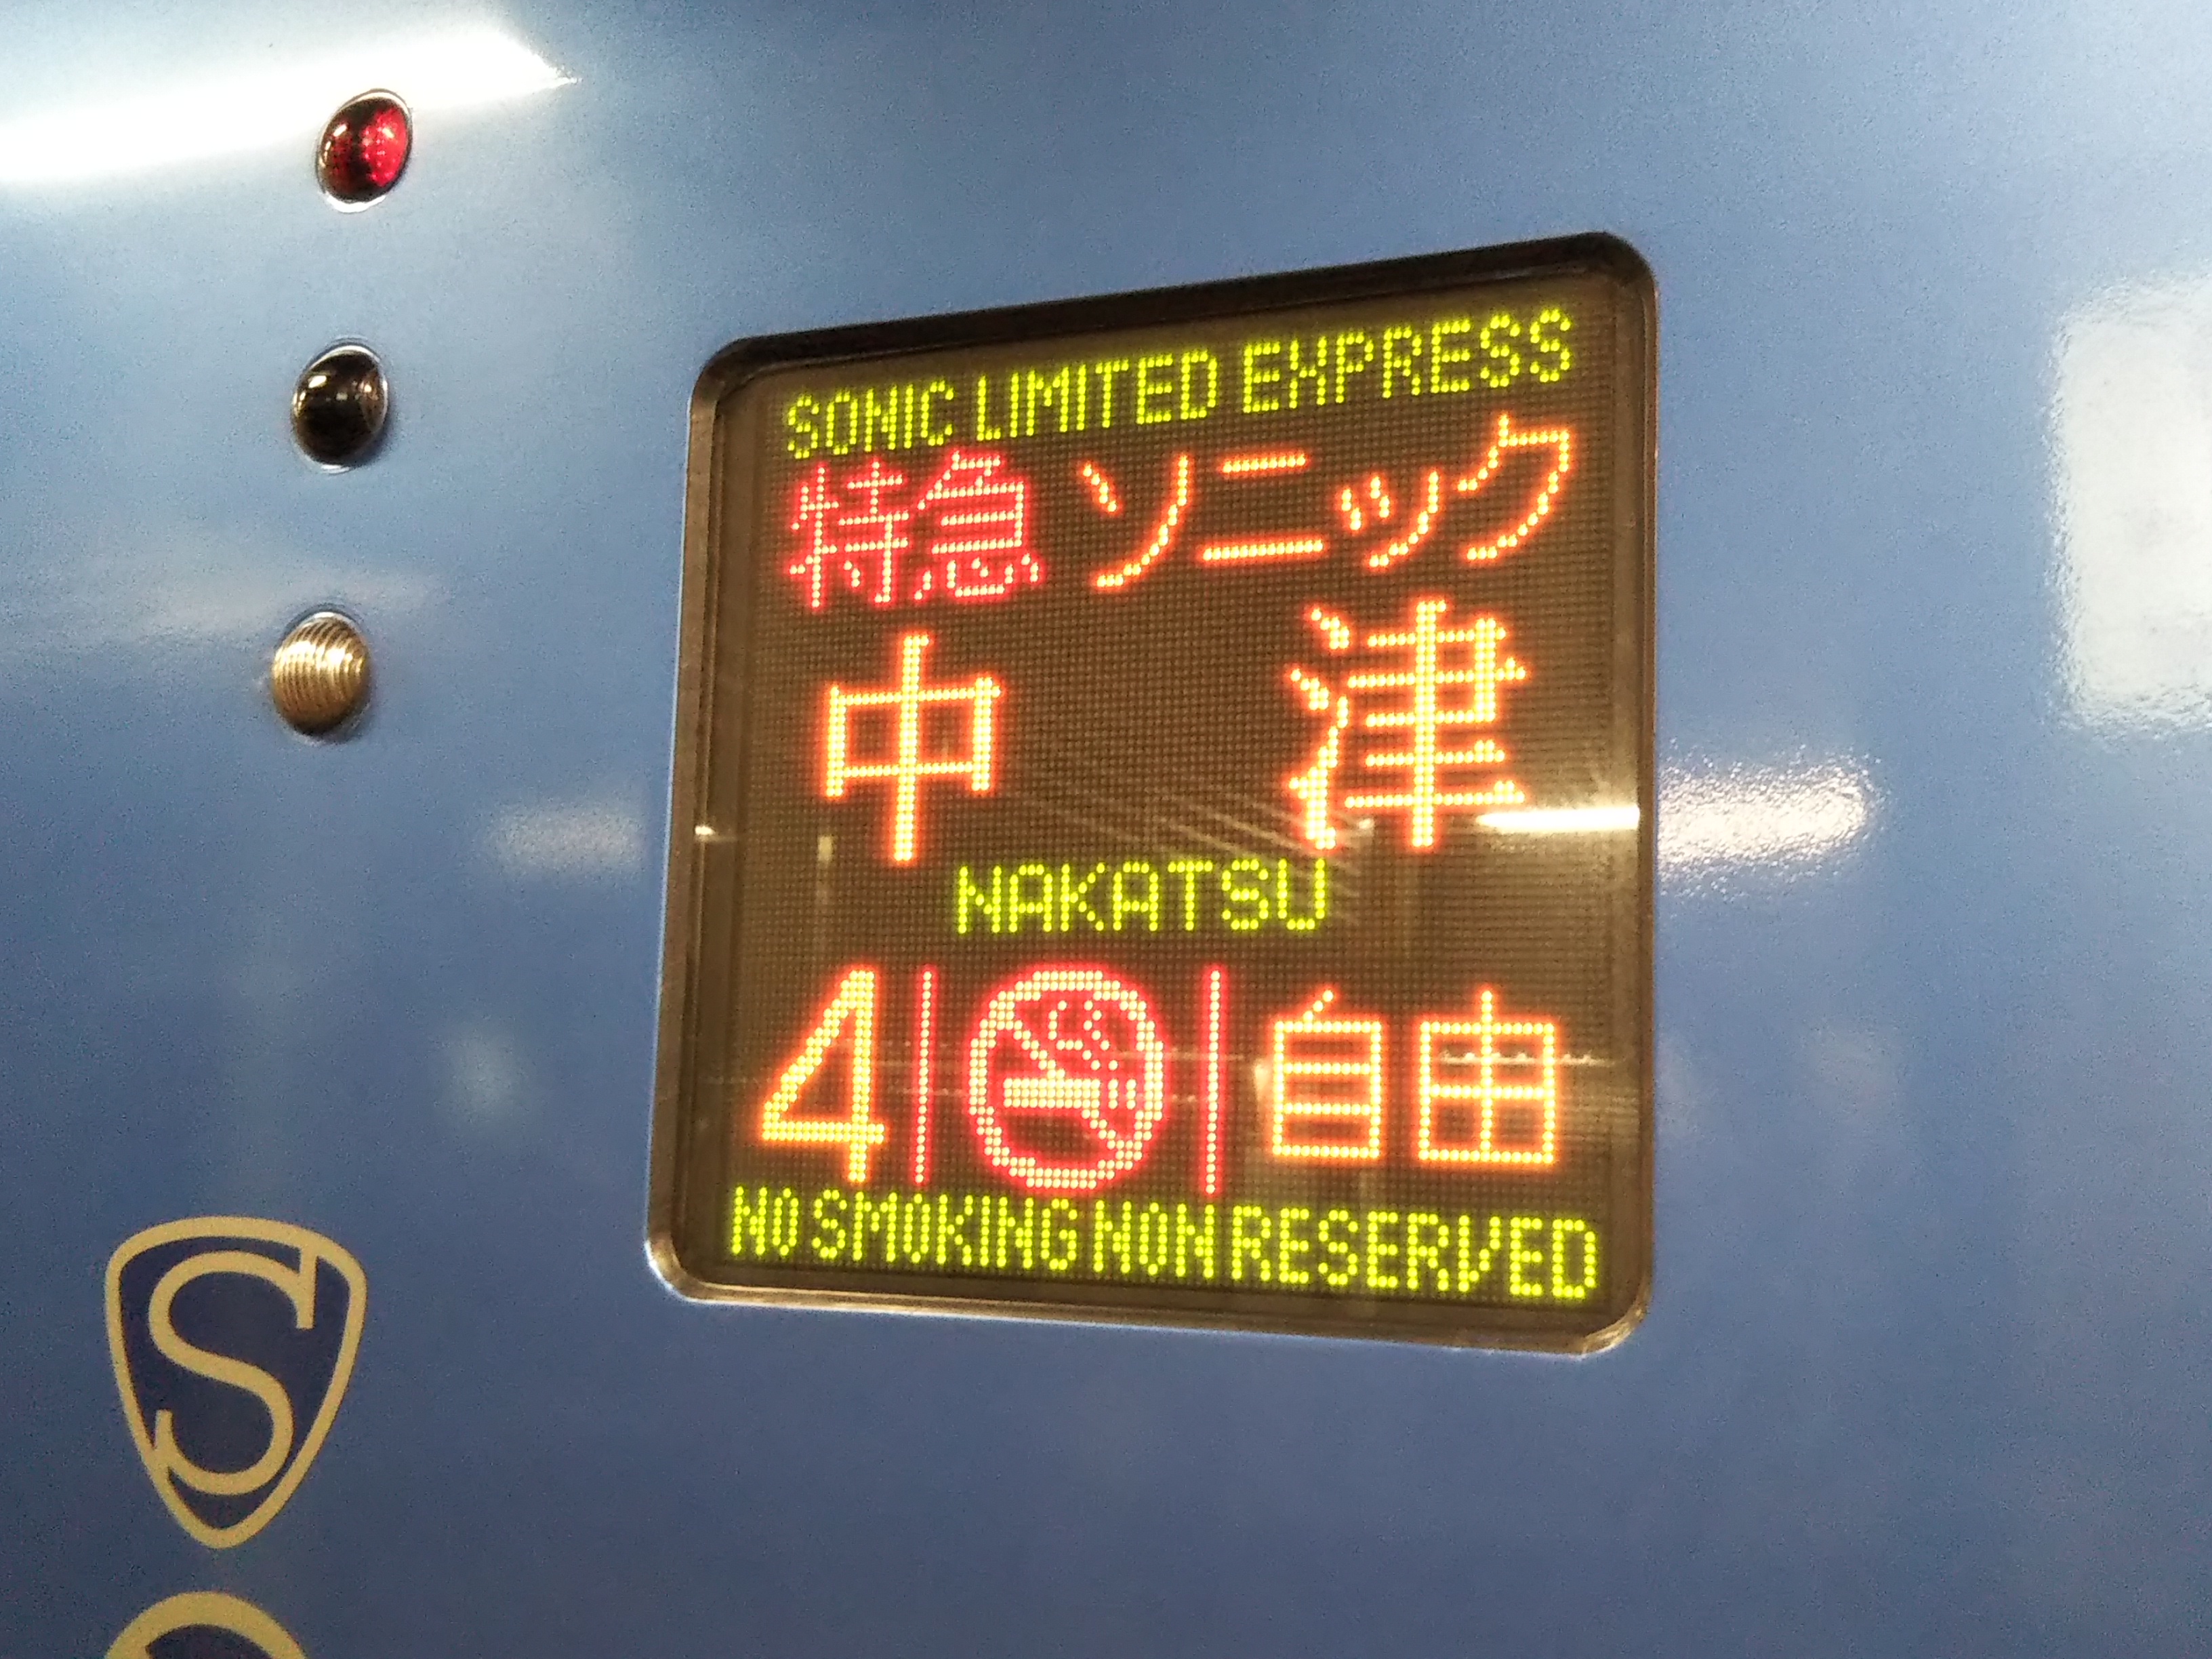 SONIC LIMITED EXPRESS
特急 ソニック
中津
NAKATSU
4 自由
NO SMOKING NON RESERVED
S